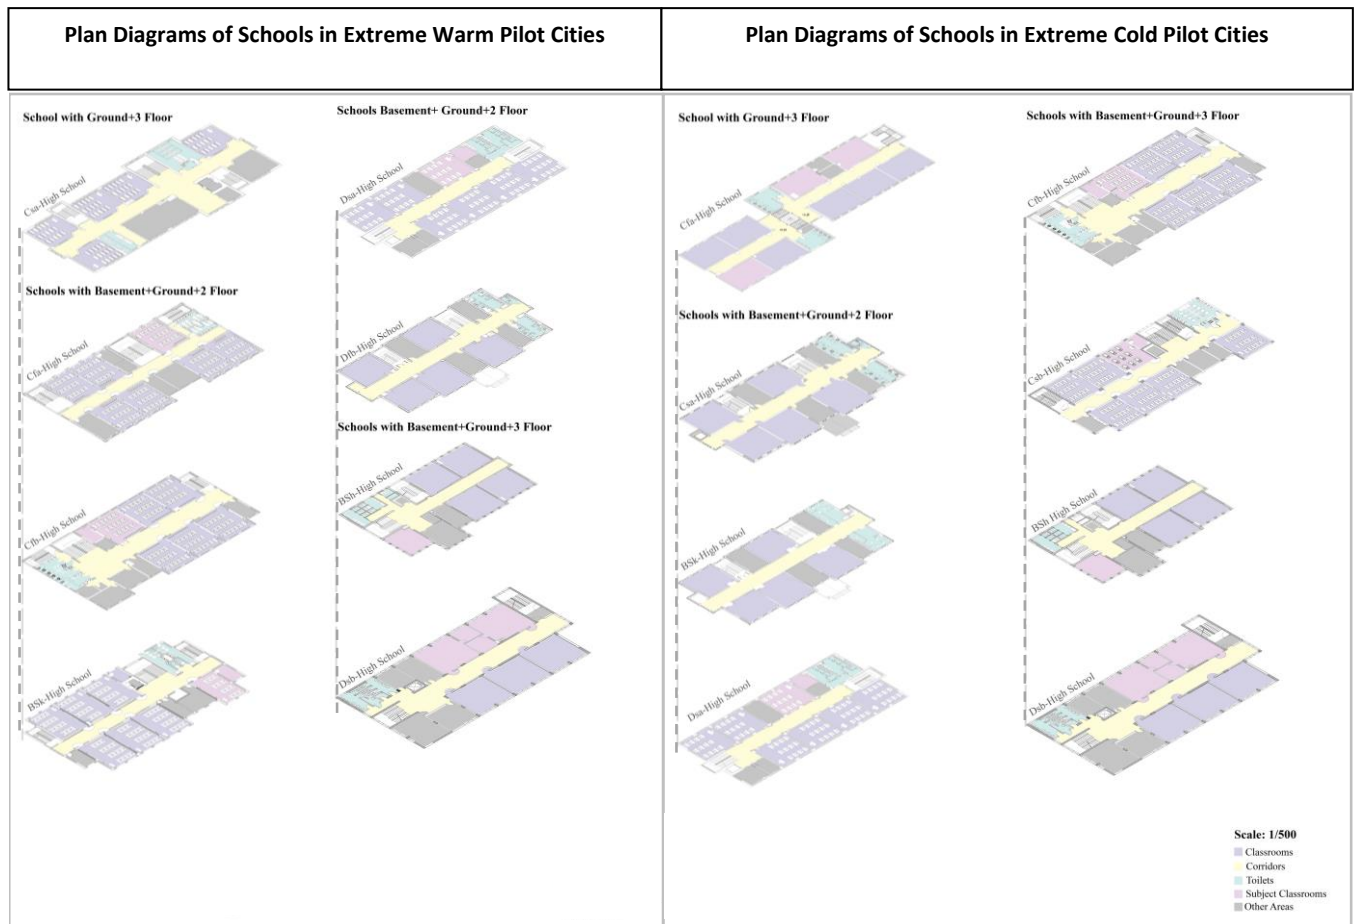 Plan Diagrams of Schools in Extreme Warm Pilot Cities
Plan Diagrams of Schools in Extreme Cold Pilot Cities
School with Ground+3 Floor
Csa-High School
Schools with Basement+Ground+2 Floor
Cfa-High School
Cfb-High School
BSk-High School
Schools Basement+ Ground+2 Floor
Dsa-High School
Dfb-High School
Schools with Basement+Ground+3 Floor
BSh-High School
Dsb-High School
School with Ground+3 Floor
Cfa-High School
Schools with Basement+Ground+2 Floor
Csa-High School
BSk-High School
Dsa-High School
Schools with Basement+Ground+3 Floor
Cfb-High School
Csb-High School
BSh High School
Dsb-High School
Scale: 1/500
Classrooms
Corridors
Toilets
Subject Classrooms
Other Areas